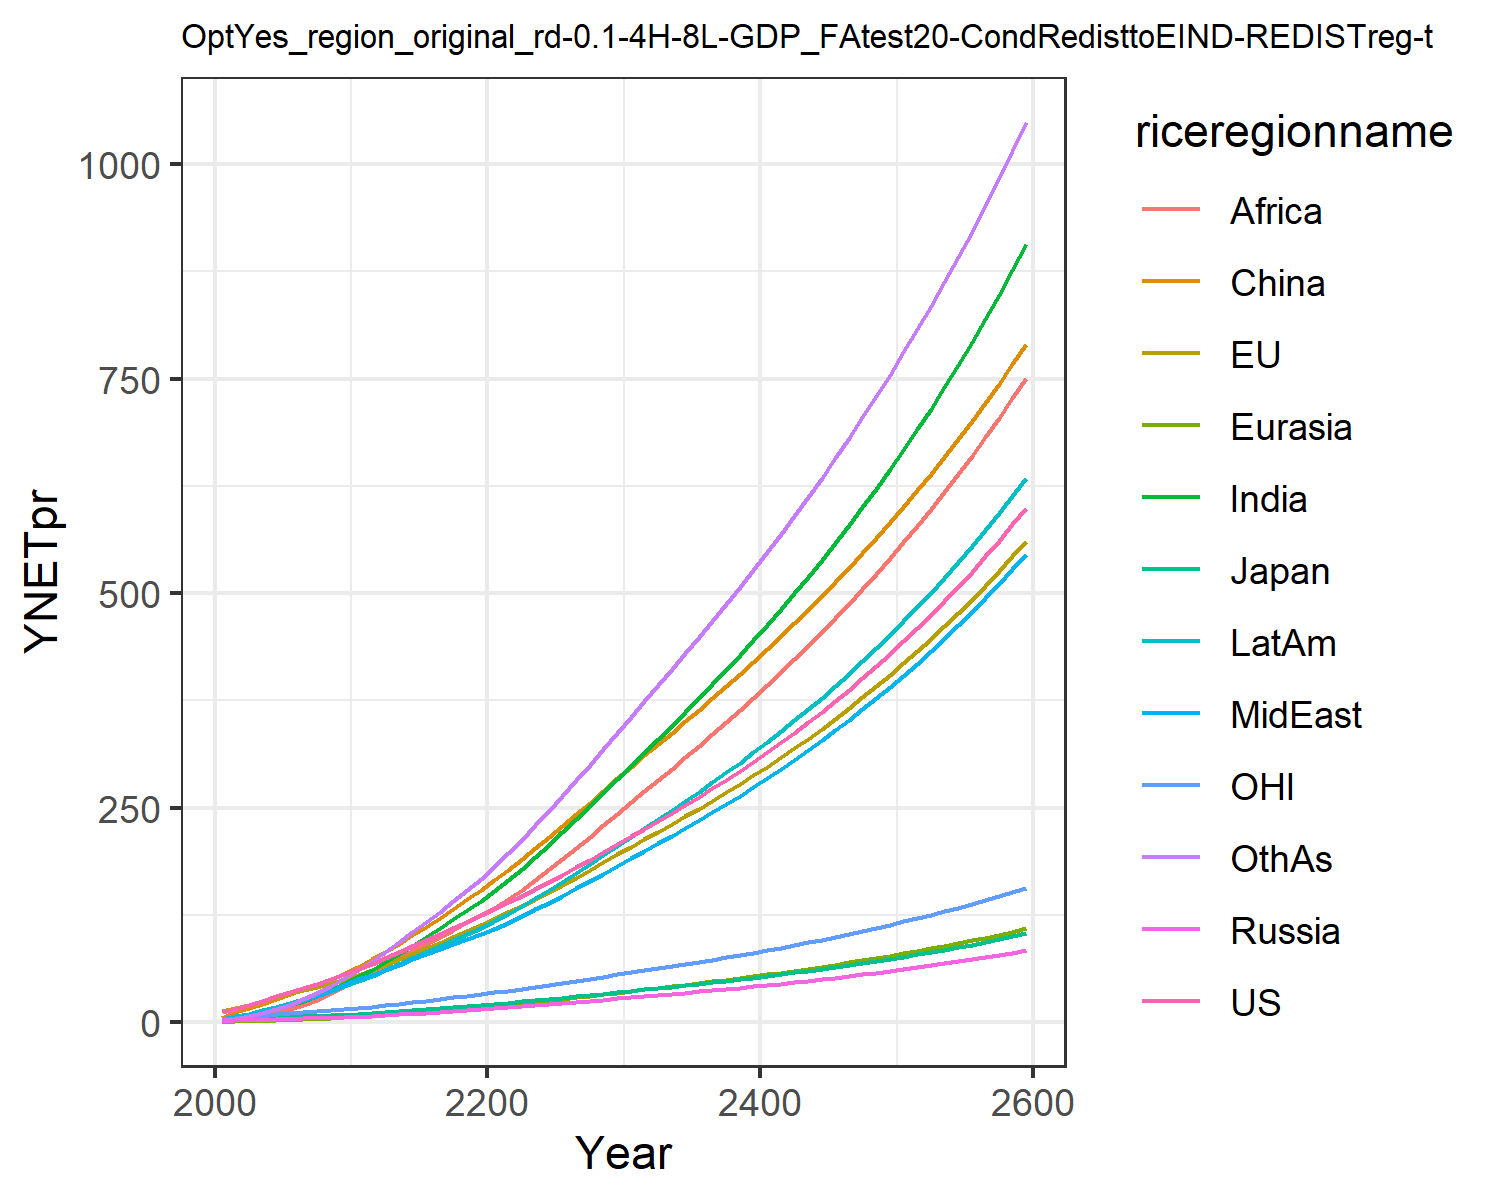 OptYes_region_original_rd-0.1-4H-8L-GDP_FAtest20-CondRedisttoEIND-REDISTreg-t
YNETpr
1000
750
500
250
0
2000 2200 2400 2600
Year
riceregionname
Africa
China
EU
Eurasia
India
Japan
LatAm
MidEast
OHI
OthAs
Russia
US